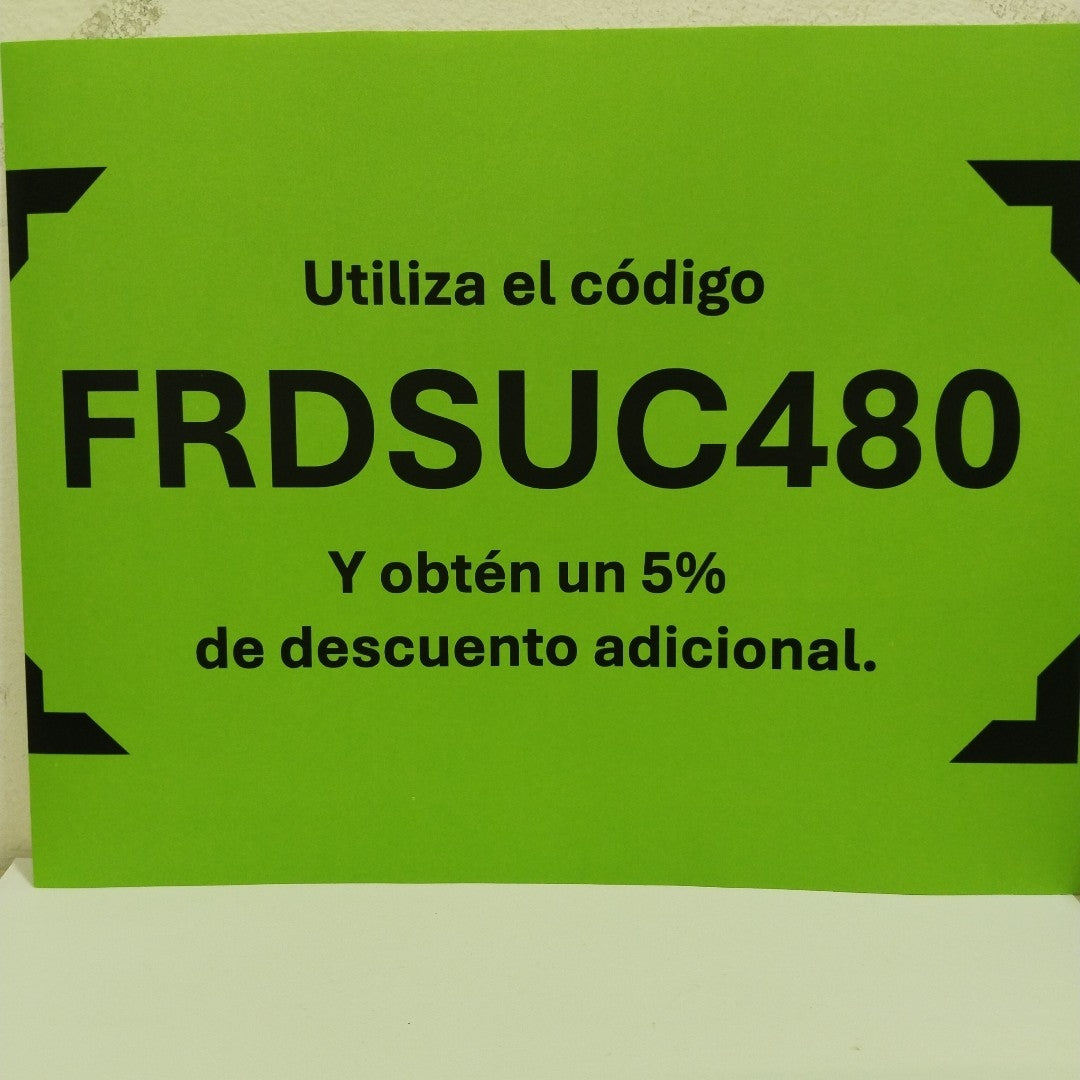 Utiliza el código
FRDSUC480
Y obtén un 5%
de descuento adicional.